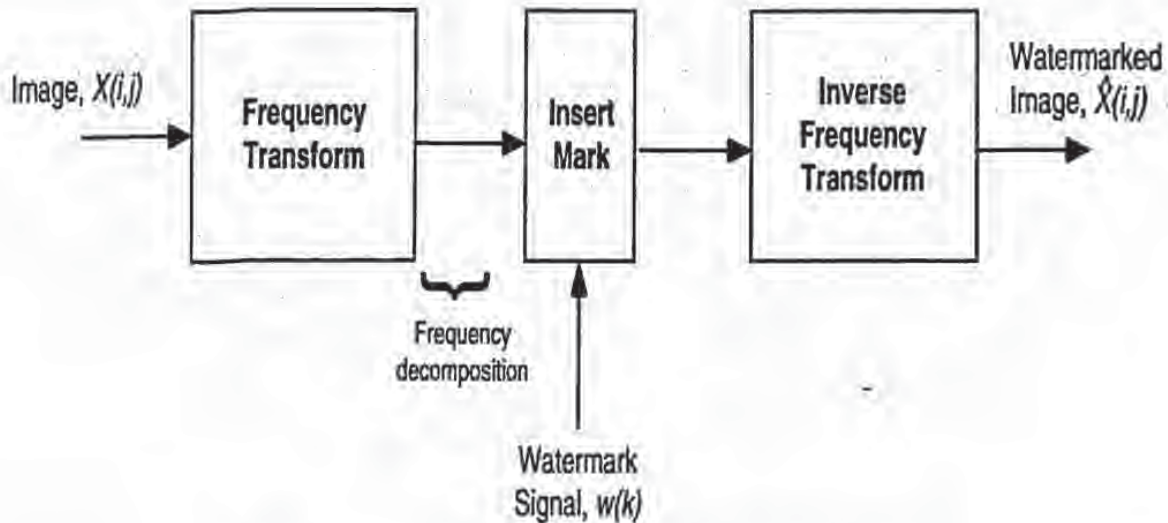 Image, X(i,j)
Frequency
Transform
Insert
Mark
Inverse
Frequency
Transform
Watermarked
Image, X̂(i,j)
Frequency
decomposition
Watermark
Signal, w(k)